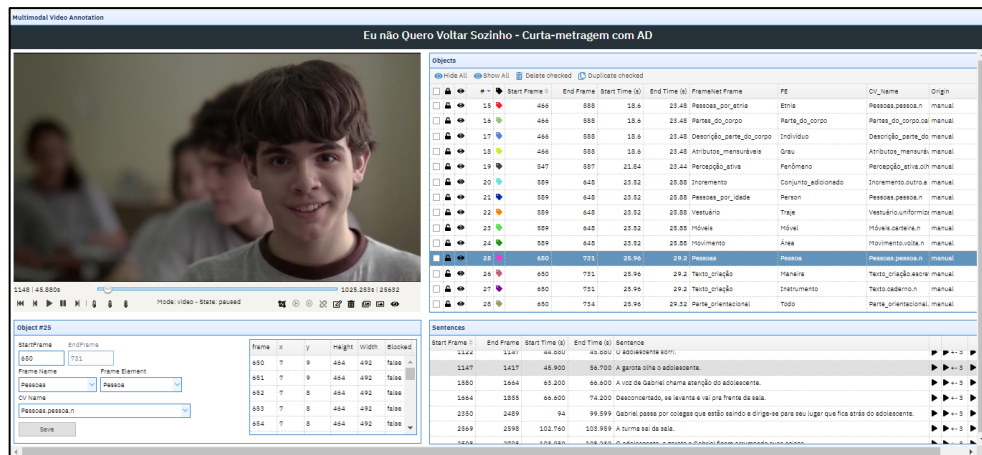 Multimodal Video Annotation
Eu não Quero Voltar Sozinho - Curta-metragem com AD
Objects
Hide All Show All Delete checked Duplicate checked
# Start Frame End Frame Start Time (s) End Time (s) FrameNet Frame FE CV_Name Origin
15 466 588 18.6 23.48 Pessoas_por_etnia Etnia Pessoas.pessoa.n manual
16 466 588 18.6 23.48 Partes_do_corpo Parte_do_corpo Partes_do_corpo.ca manual
17 466 588 18.6 23.48 Descrição_parte_do_corpo Indivíduo Descrição_parte_do manual
18 466 588 18.6 23.48 Atributos_mensuráveis Grau Atributos_mensuráv manual
19 547 587 21.84 23.44 Percepção_ativa Fenômeno Percepção_ativa.olh manual
20 589 648 23.52 25.88 Incremento Conjunto_adicionado Incremento.outro.a manual
21 589 648 23.52 25.88 Pessoas_por_idade Person Pessoas.pessoa.n manual
22 589 648 23.52 25.88 Vestuário Traje Vestuário.uniformiz manual
23 589 648 23.52 25.88 Móveis Móvel Móveis.carteira.n manual
24 589 648 23.52 25.88 Movimento Área Movimento.volta.n manual
25 650 731 25.96 29.2 Pessoas Pessoa Pessoas.pessoa.n manual
26 650 731 25.96 29.2 Texto_criação Maneira Texto_criação.escre manual
27 650 731 25.96 29.2 Texto_criação Instrumento Texto.caderno.n manual
28 650 734 25.96 29.32 Parte_orientacional Todo Parte_orientacional. manual
1148 | 45.880s 1025.253s | 25632
Mode: video - State: paused
Object #25
StartFrame EndFrame
650 731
Frame Name Frame Element
Pessoas Pessoa
CV Name
Pessoas.pessoa.n
Save
frame x y Height Width Blocked
650 7 9 464 492 false
651 7 9 464 492 false
652 7 8 464 492 false
653 7 8 464 492 false
654 7 8 464 492 false
Sentences
Start Frame End Frame Start Time (s) End Time (s) Sentence
1122 1147 44.880 45.880 O adolescente sorri.
1147 1417 45.900 56.700 A garota olha o adolescente. +- 3
1580 1664 63.200 66.600 A voz de Gabriel chama atenção do adolescente. +- 3
1664 1855 66.600 74.200 Desconcertado, se levanta e vai pra frente da sala. +- 3
2350 2489 94 99.599 Gabriel passa por colegas que estão saindo e dirige-se para seu lugar que fica atrás do adolescente. +- 3
2569 2598 102.760 103.959 A turma sai da sala. +- 3